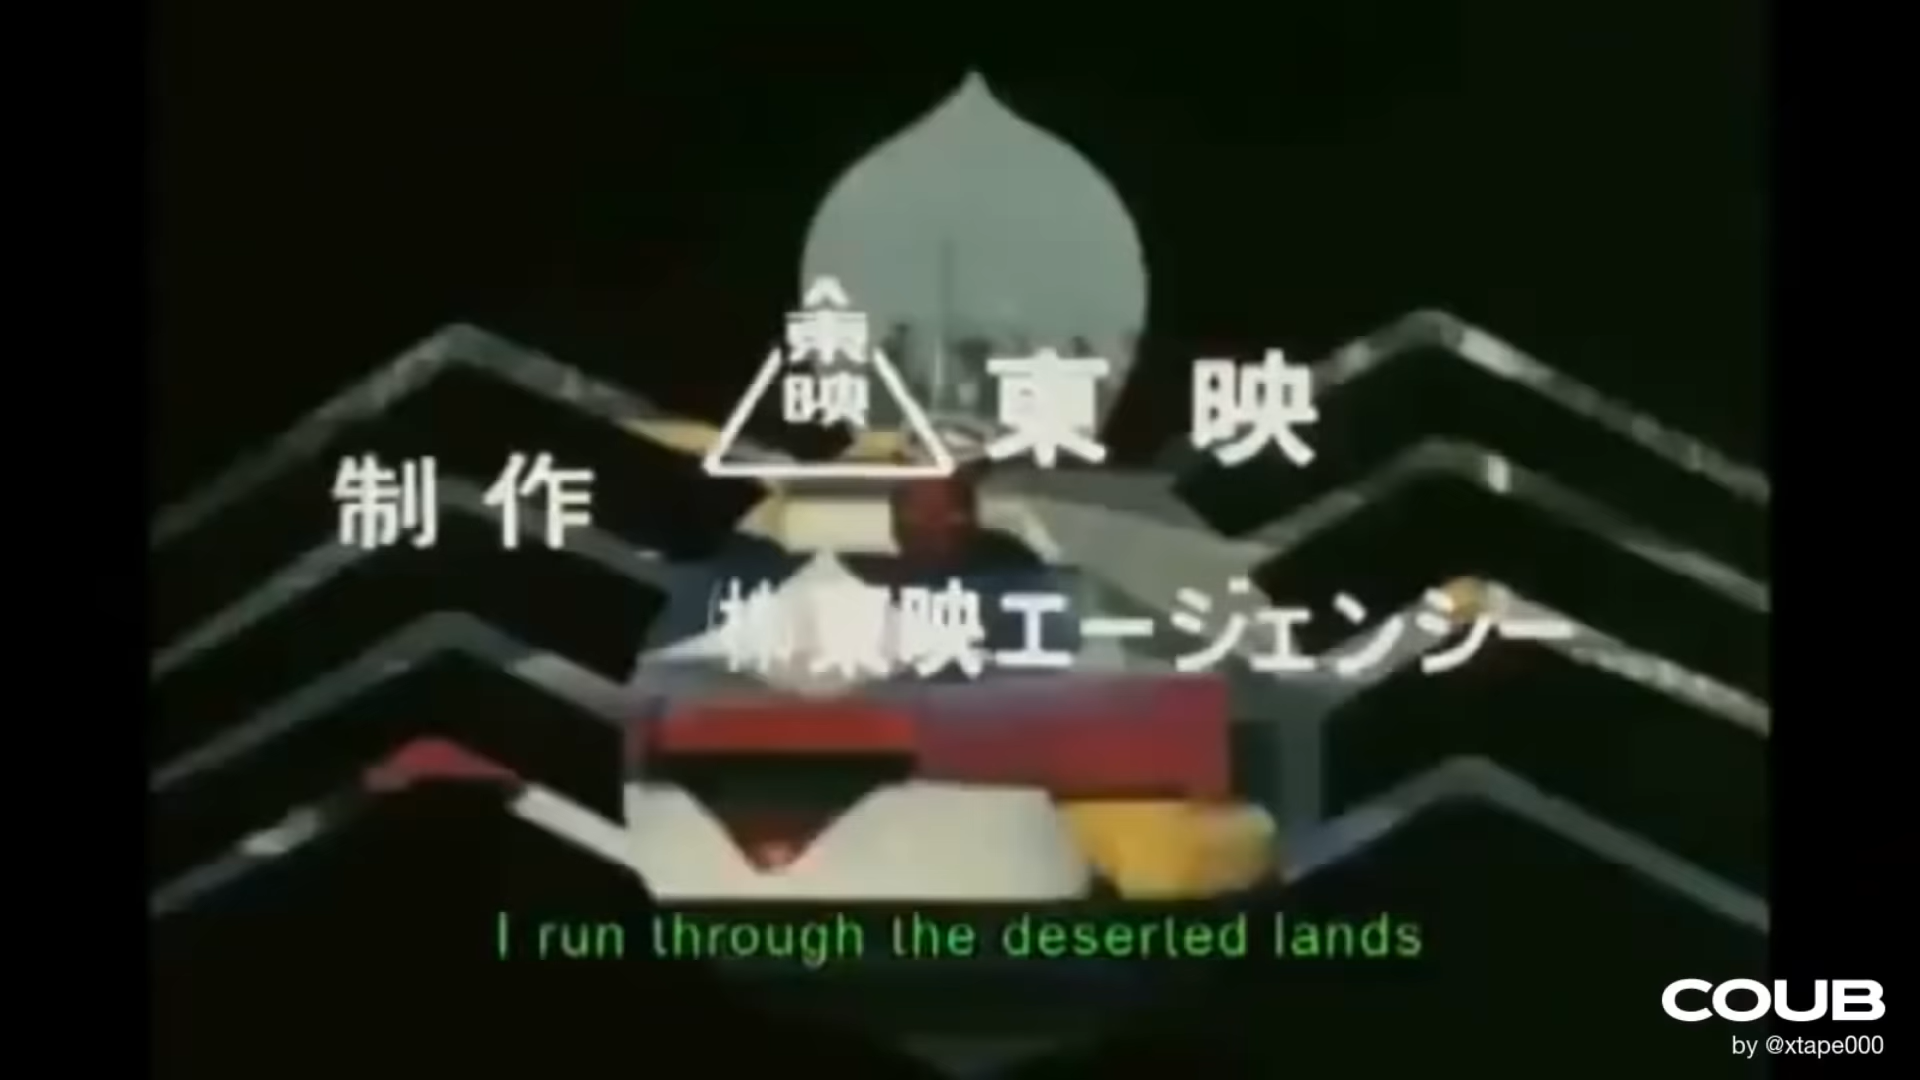 東映
東映
制作
㈱東映エージェンシー
I run through the deserted lands
COUB
by @xtape000